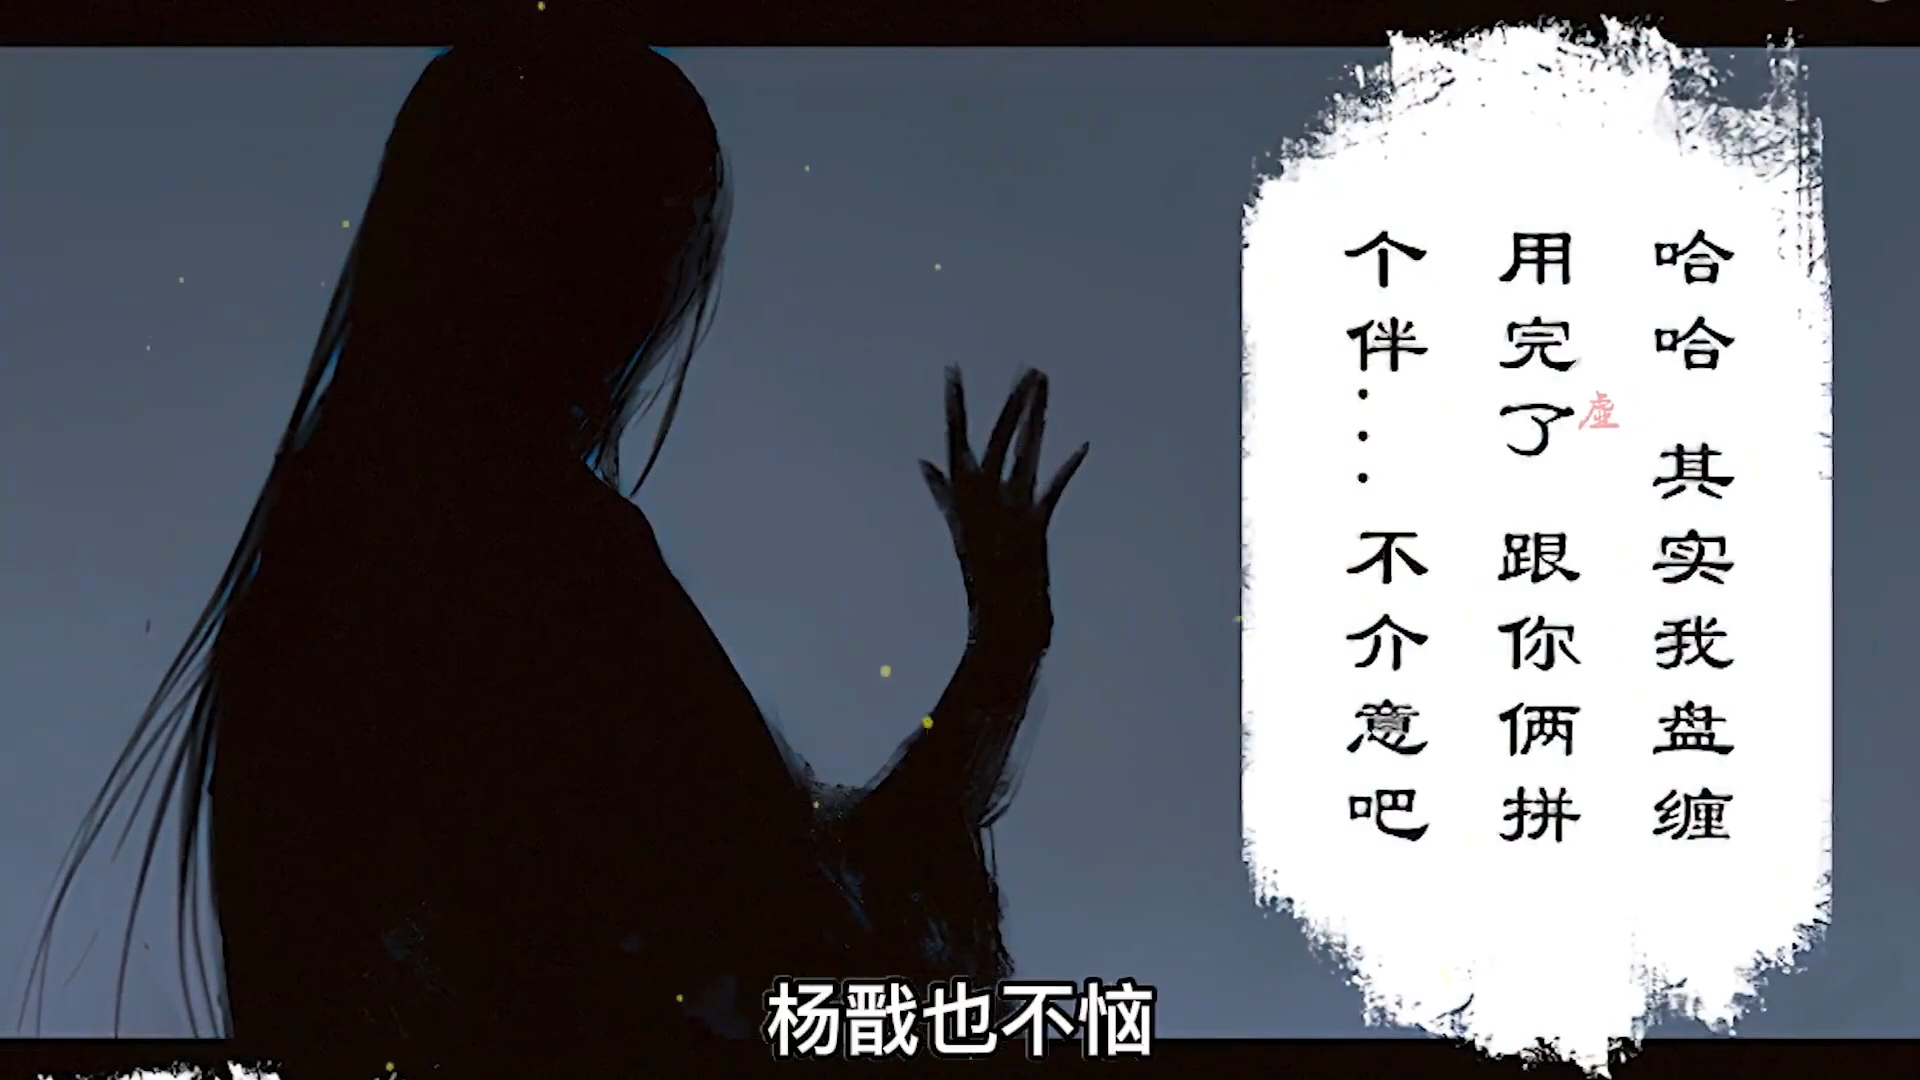 哈哈 其实我盘缠
用完了 跟你俩拼
个伴… 不介意吧
虚
杨戬也不恼